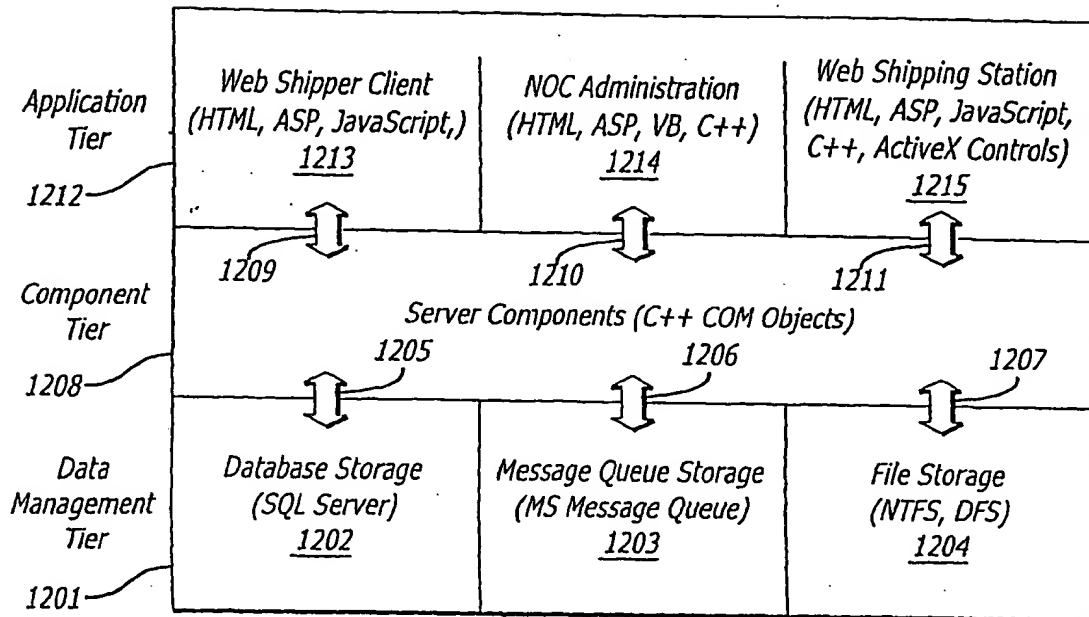 Application
Tier
1212
Web Shipper Client
(HTML, ASP, JavaScript,)
1213
NOC Administration
(HTML, ASP, VB, C++)
1214
Web Shipping Station
(HTML, ASP, JavaScript,
C++, ActiveX Controls)
1215
1209
1210
1211
Component
Tier
1208
Server Components (C++ COM Objects)
1205
1206
1207
Data
Management
Tier
1201
Database Storage
(SQL Server)
1202
Message Queue Storage
(MS Message Queue)
1203
File Storage
(NTFS, DFS)
1204